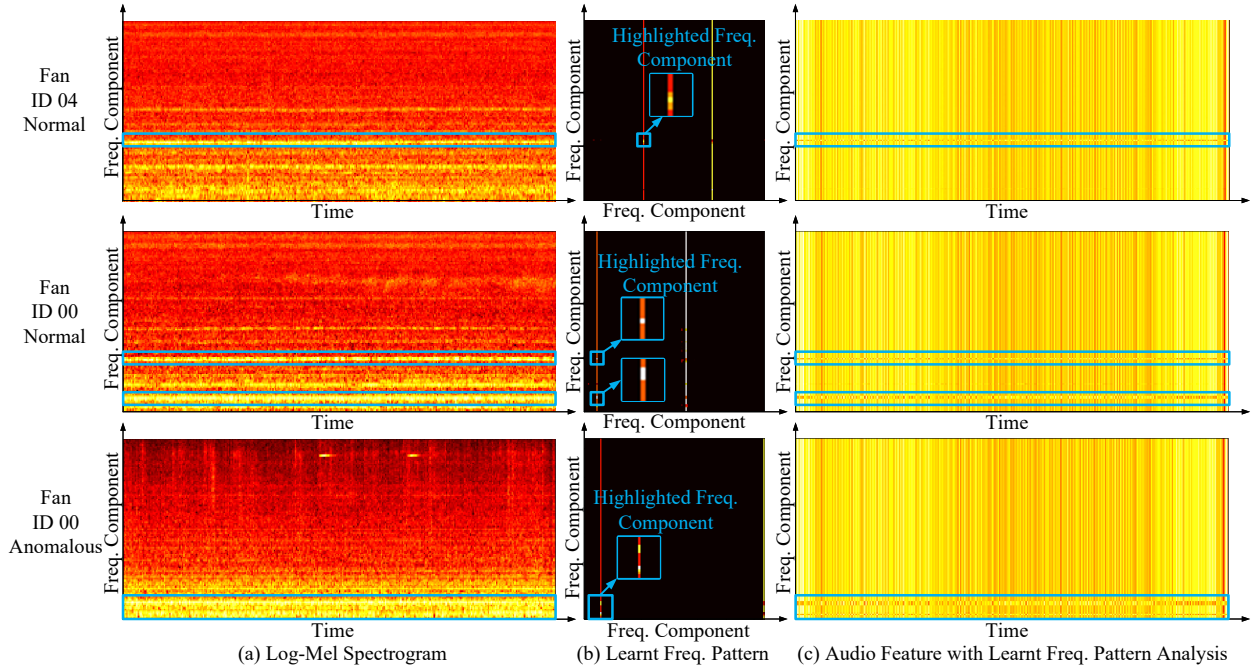 Fan
ID 04
Normal
Freq. Component
Time
Highlighted Freq.
Component
Freq. Component
Freq. Component
Freq. Component
Fan
ID 00
Normal
Freq. Component
Time
Highlighted Freq.
Component
Freq. Component
Freq. Component
Freq. Component
Fan
ID 00
Anomalous
Freq. Component
Time
Highlighted Freq.
Component
Freq. Component
Freq. Component
Freq. Component
(a) Log-Mel Spectrogram
(b) Learnt Freq. Pattern
(c) Audio Feature with Learnt Freq. Pattern Analysis